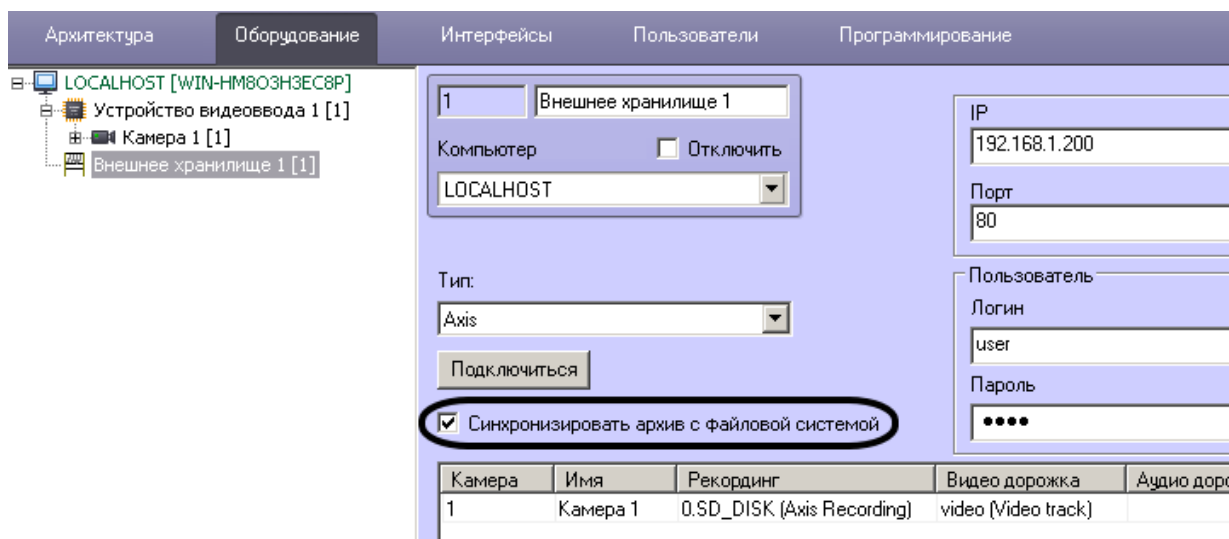 Архитектура Оборудование Интерфейсы Пользователи Программирование
LOCALHOST [WIN-HM8O3H3EC8P]
Устройство видеоввода 1 [1]
Камера 1 [1]
Внешнее хранилище 1 [1]
1 Внешнее хранилище 1
Компьютер Отключить
LOCALHOST
IP
192.168.1.200
Порт
80
Тип:
Axis
Подключиться
Пользователь
Логин
user
Пароль
••••
Синхронизировать архив с файловой системой
Камера Имя Рекординг Видео дорожка Аудио доро
1 Камера 1 0.SD_DISK (Axis Recording) video (Video track)